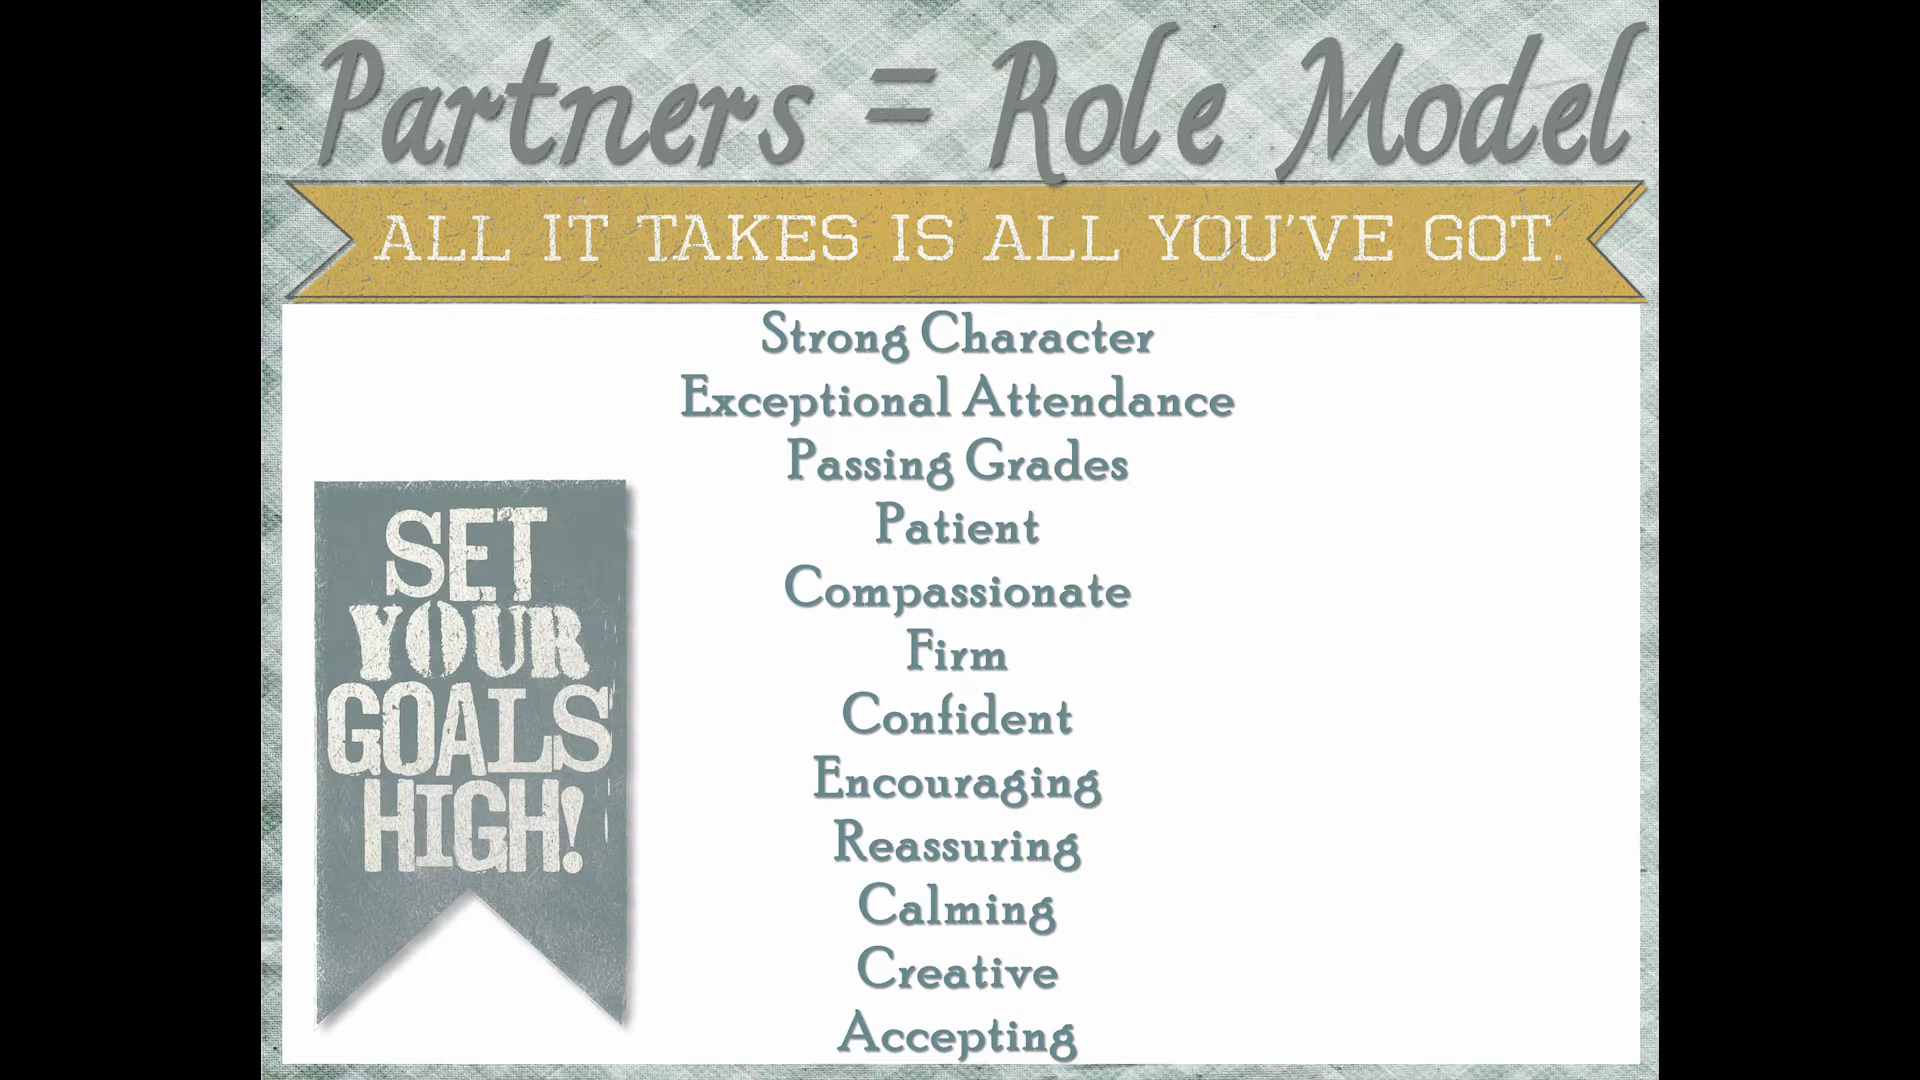 Partners = Role Model
ALL IT TAKES IS ALL YOU'VE GOT.
Strong Character
Exceptional Attendance
Passing Grades
Patient
Compassionate
Firm
Confident
Encouraging
Reassuring
Calming
Creative
Accepting
SET
YOUR
GOALS
HIGH!